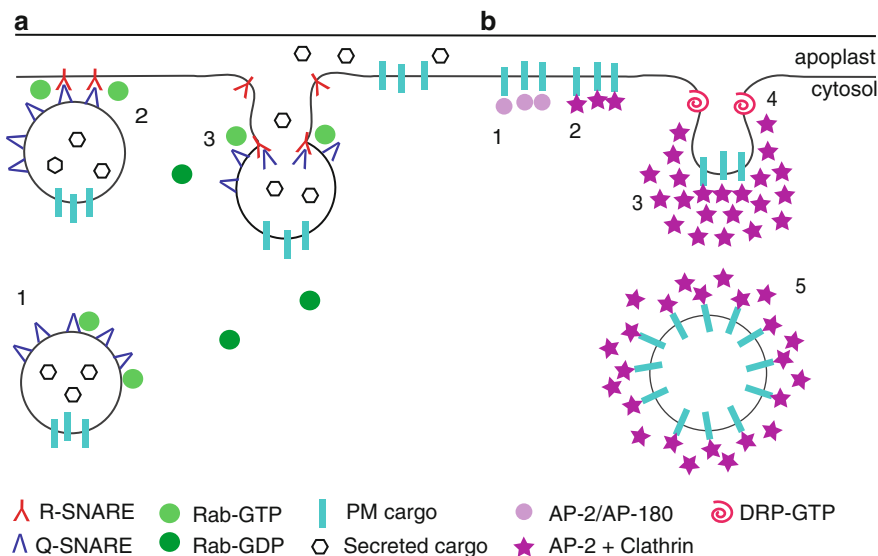 a
b
apoplast
cytosol
2
3
1
1
2
4
3
5
R-SNARE
Rab-GTP
PM cargo
AP-2/AP-180
DRP-GTP
Q-SNARE
Rab-GDP
Secreted cargo
AP-2 + Clathrin